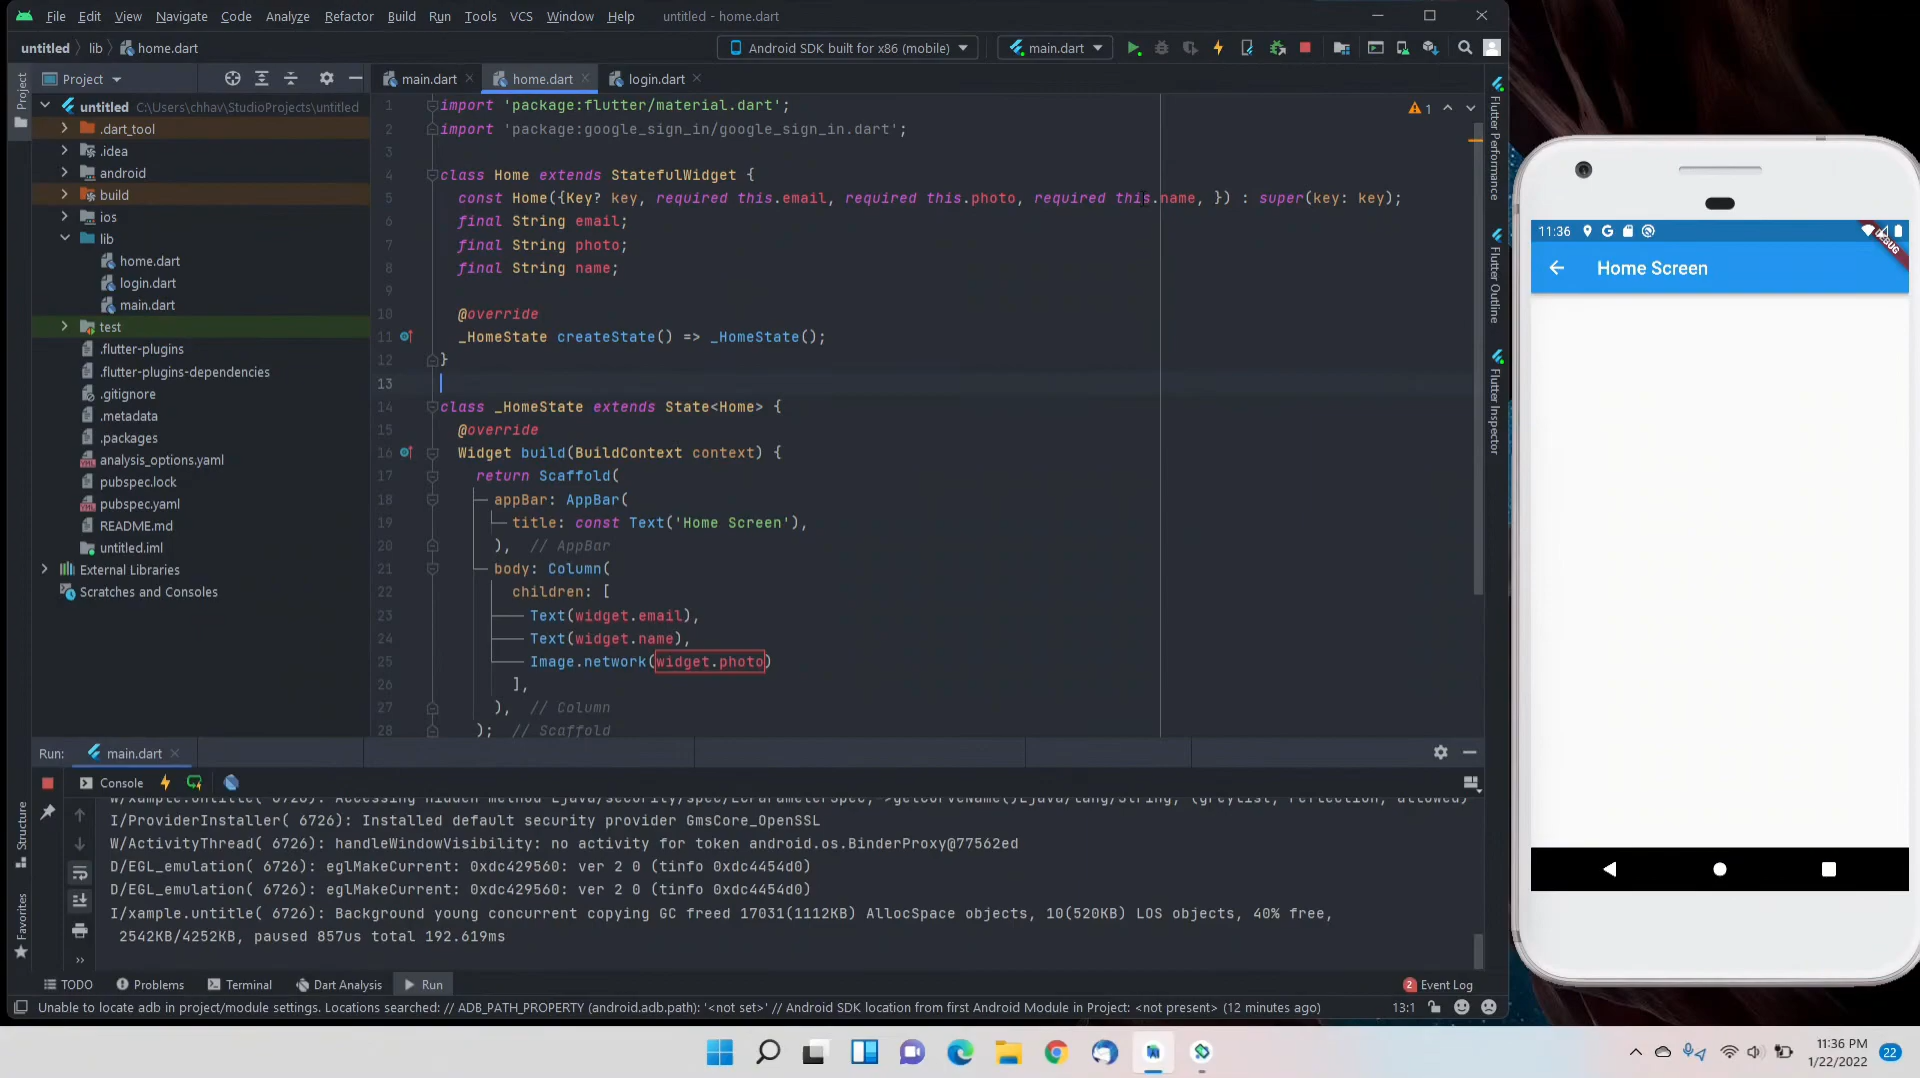 File Edit View Navigate Code Analyze Refactor Build Run Tools VCS Window Help untitled - home.dart
untitled lib home.dart Android SDK built for x86 (mobile) main.dart
Project main.dart home.dart login.dart
Project
untitled C:\Users\chhav\StudioProjects\untitled
.dart_tool
.idea
android
build
ios
lib
home.dart
login.dart
main.dart
test
.flutter-plugins
.flutter-plugins-dependencies
.gitignore
.metadata
.packages
analysis_options.yaml
pubspec.lock
pubspec.yaml
README.md
untitled.iml
External Libraries
Scratches and Consoles
1 import 'package:flutter/material.dart';
2 import 'package:google_sign_in/google_sign_in.dart';
3
4 class Home extends StatefulWidget {
5 const Home({Key? key, required this.email, required this.photo, required this.name, }) : super(key: key);
6 final String email;
7 final String photo;
8 final String name;
9
10 @override
11 _HomeState createState() => _HomeState();
12 }
13
14 class _HomeState extends State<Home> {
15 @override
16 Widget build(BuildContext context) {
17 return Scaffold(
18 appBar: AppBar(
19 title: const Text('Home Screen'),
20 ), // AppBar
21 body: Column(
22 children: [
23 Text(widget.email),
24 Text(widget.name),
25 Image.network(widget.photo)
26 ],
27 ), // Column
28 ); // Scaffold
1
Flutter Performance
Flutter Outline
Flutter Inspector
11:36
DEBUG
Home Screen
Run: main.dart
Console
Structure
Favorites
W/xample.untitle( 6726): Accessing hidden method Ljava/security/spec/ECParameterSpec;->getCurveName()Ljava/lang/String; (greylist, reflection, allowed)
I/ProviderInstaller( 6726): Installed default security provider GmsCore_OpenSSL
W/ActivityThread( 6726): handleWindowVisibility: no activity for token android.os.BinderProxy@77562ed
D/EGL_emulation( 6726): eglMakeCurrent: 0xdc429560: ver 2 0 (tinfo 0xdc4454d0)
D/EGL_emulation( 6726): eglMakeCurrent: 0xdc429560: ver 2 0 (tinfo 0xdc4454d0)
I/xample.untitle( 6726): Background young concurrent copying GC freed 17031(1112KB) AllocSpace objects, 10(520KB) LOS objects, 40% free,
2542KB/4252KB, paused 857us total 192.619ms
TODO Problems Terminal Dart Analysis Run 2 Event Log
Unable to locate adb in project/module settings. Locations searched: // ADB_PATH_PROPERTY (android.adb.path): '<not set>' // Android SDK location from first Android Module in Project: <not present> (12 minutes ago) 13:1
11:36 PM
1/22/2022
22